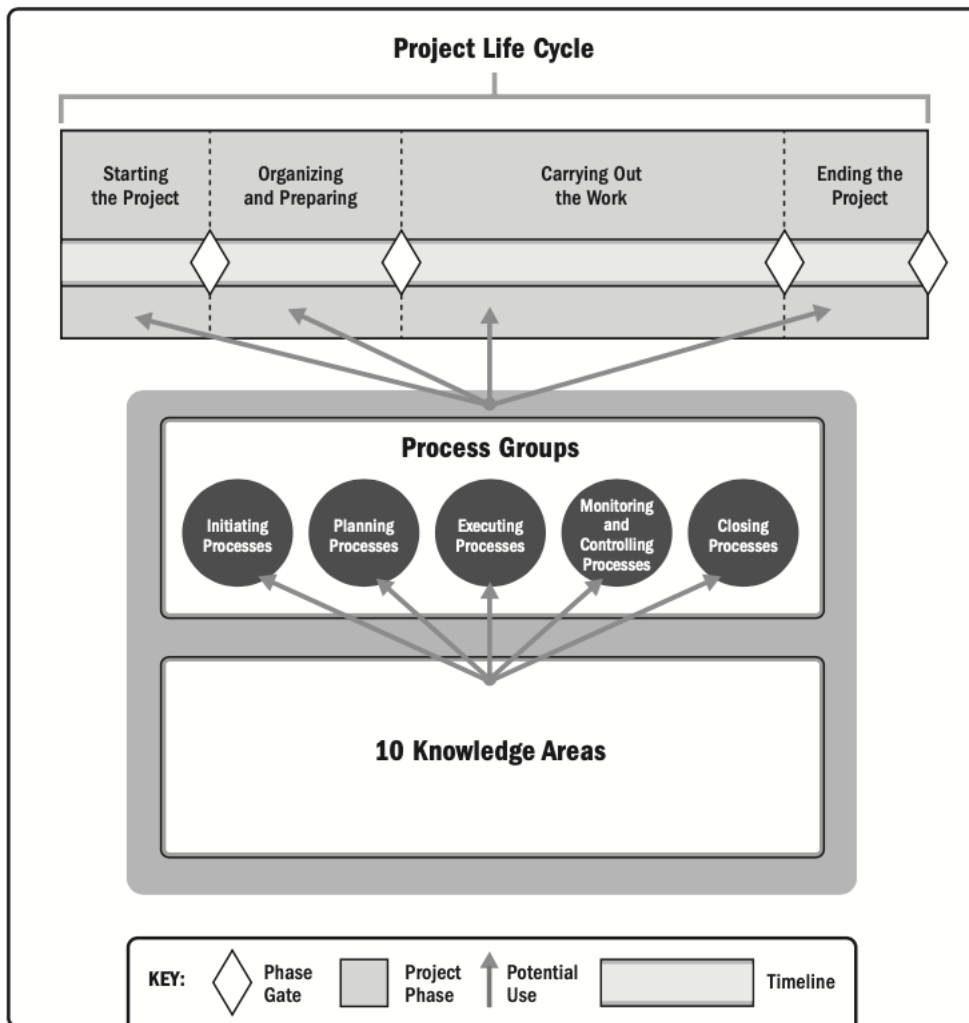 Project Life Cycle
Starting
the Project
Organizing
and Preparing
Carrying Out
the Work
Ending the
Project
Process Groups
Initiating
Processes
Planning
Processes
Executing
Processes
Monitoring
and
Controlling
Processes
Closing
Processes
10 Knowledge Areas
KEY:
Phase
Gate
Project
Phase
Potential
Use
Timeline